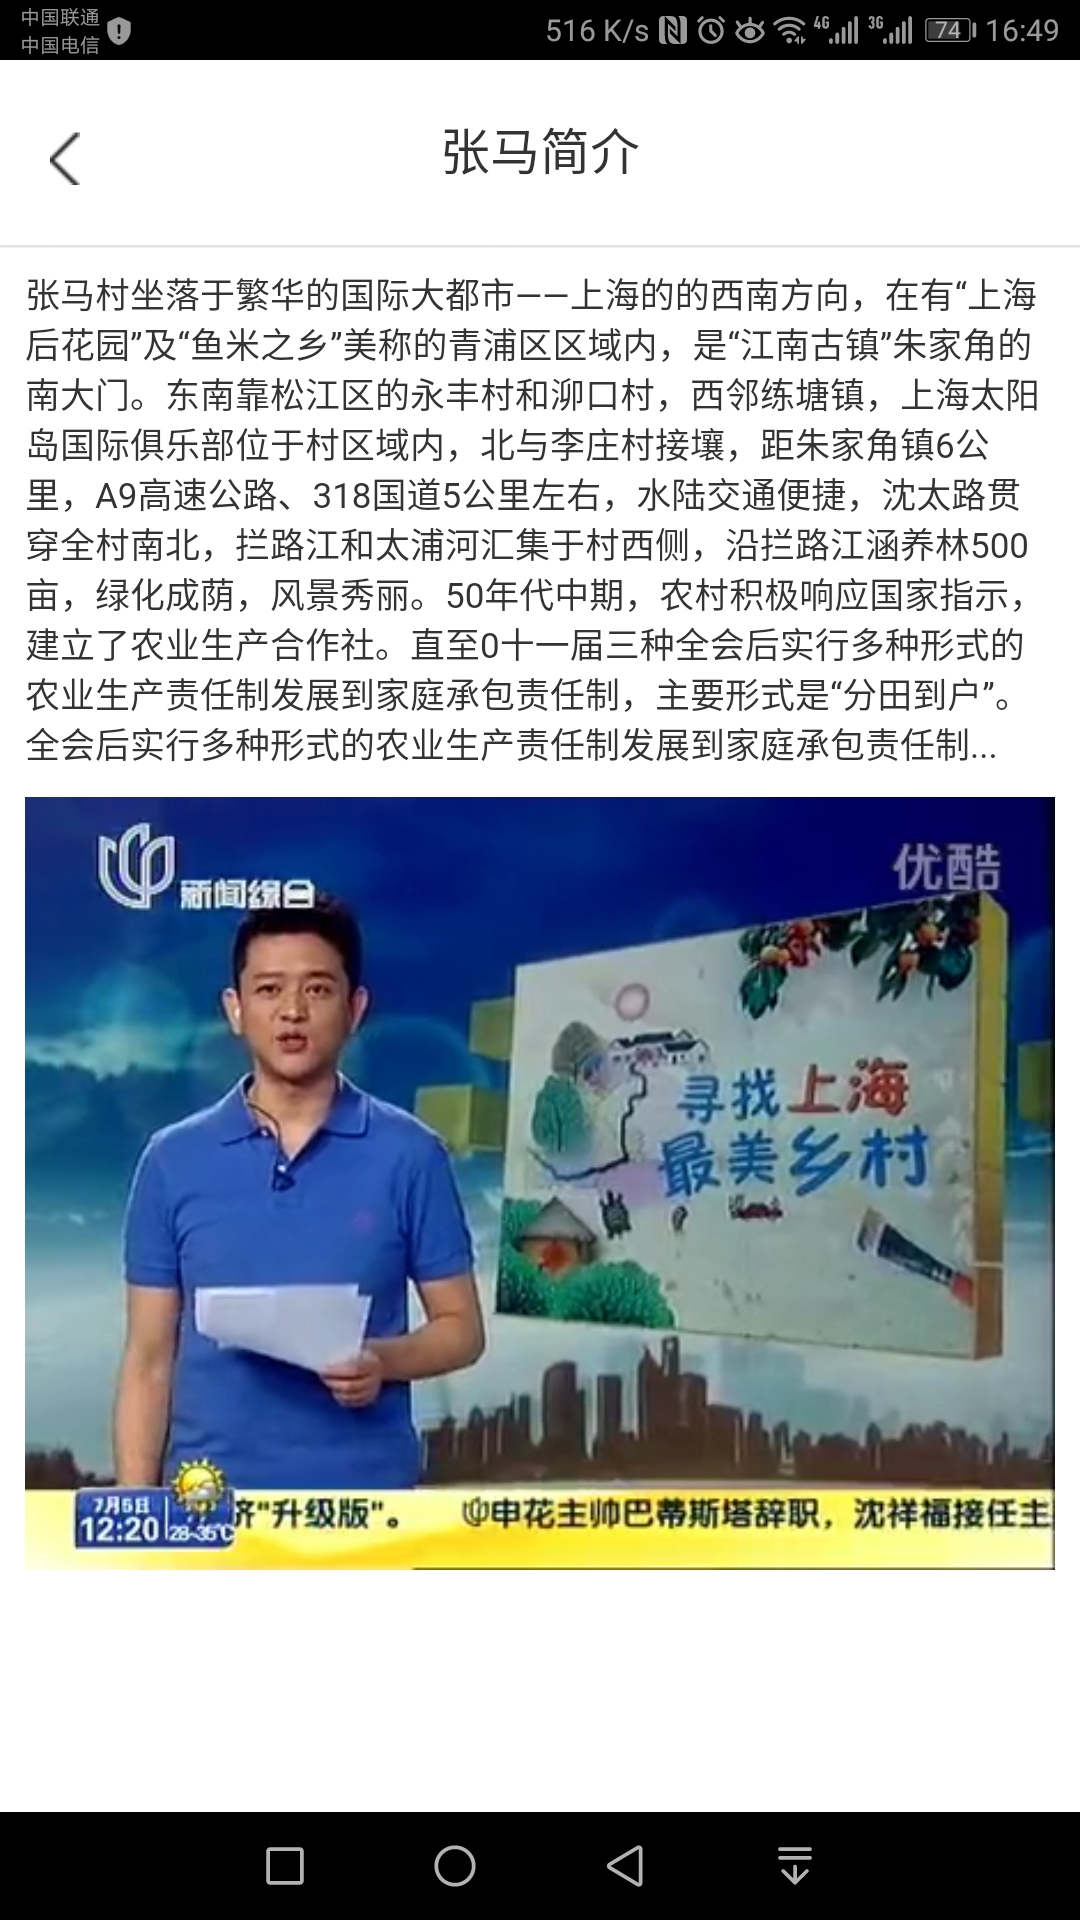 中国联通
中国电信
516 K/s 4G 3G 74 16:49
张马简介
张马村坐落于繁华的国际大都市——上海的的西南方向，在有“上海
后花园”及“鱼米之乡”美称的青浦区区域内，是“江南古镇”朱家角的
南大门。东南靠松江区的永丰村和泖口村，西邻练塘镇，上海太阳
岛国际俱乐部位于村区域内，北与李庄村接壤，距朱家角镇6公
里，A9高速公路、318国道5公里左右，水陆交通便捷，沈太路贯
穿全村南北，拦路江和太浦河汇集于村西侧，沿拦路江涵养林500
亩，绿化成荫，风景秀丽。50年代中期，农村积极响应国家指示，
建立了农业生产合作社。直至0十一届三种全会后实行多种形式的
农业生产责任制发展到家庭承包责任制，主要形式是“分田到户”。
全会后实行多种形式的农业生产责任制发展到家庭承包责任制...
新闻综合
优酷
寻找上海
最美乡村
7月5日
12:20 28-35℃
济"升级版"。 申花主帅巴蒂斯塔辞职，沈祥福接任主